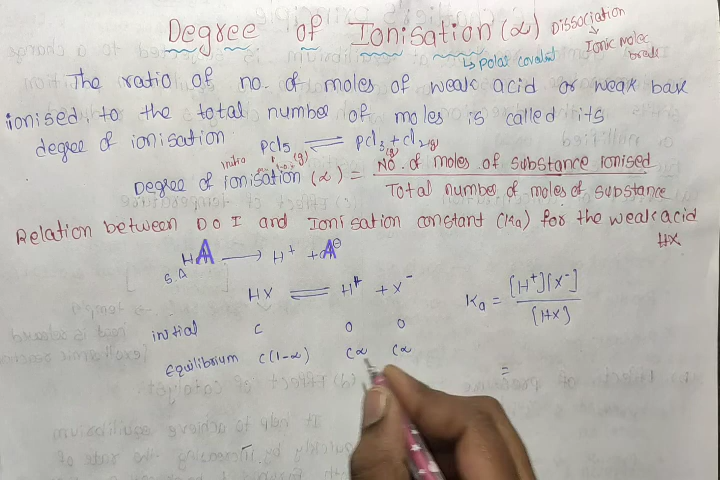 Degree of Ionisation (α) Dissociation
↳ Polar covalent
Ionic molec break
The ratio of no. of moles of weak acid or weak base
ionised to the total number of moles is called its
degree of ionisation
PCl5 ⇌ PCl3 + Cl2(g)
(g)
Degree of ionisation (α) = No. of moles of substance ionised
Total number of moles of substance
Relation between D O I and Ionisation constant (Ka) for the weak acid
HX
S.A HA ⟶ H+ + A⊖
HX ⇌ H+ + X-
Ka = [H+][X-]
[HX]
initial C 0 0
Equilibrium C(1-α) Cα Cα
=